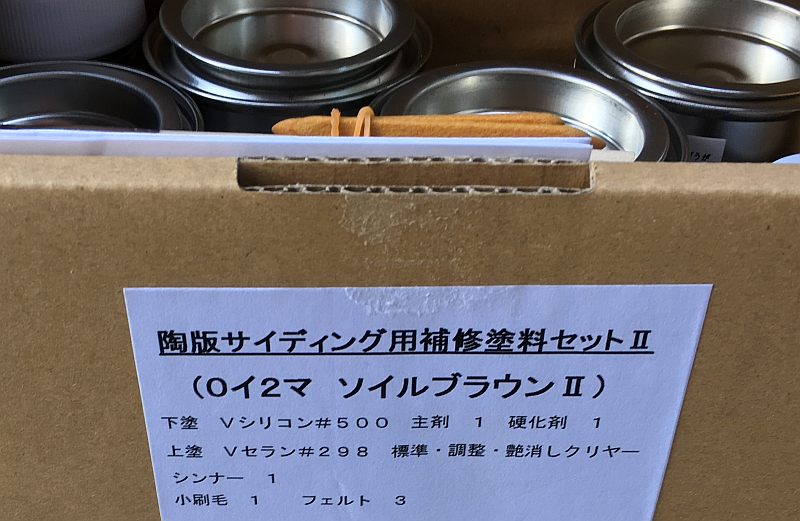 陶版サイディング用補修塗料セットⅡ
(0イ2マ　ソイルブラウンⅡ)
下塗　Vシリコン#500　主剤　1　硬化剤　1
上塗　Vセラン#298　標準・調整・艶消しクリヤー
シンナー　1
小刷毛　1　　フェルト　3